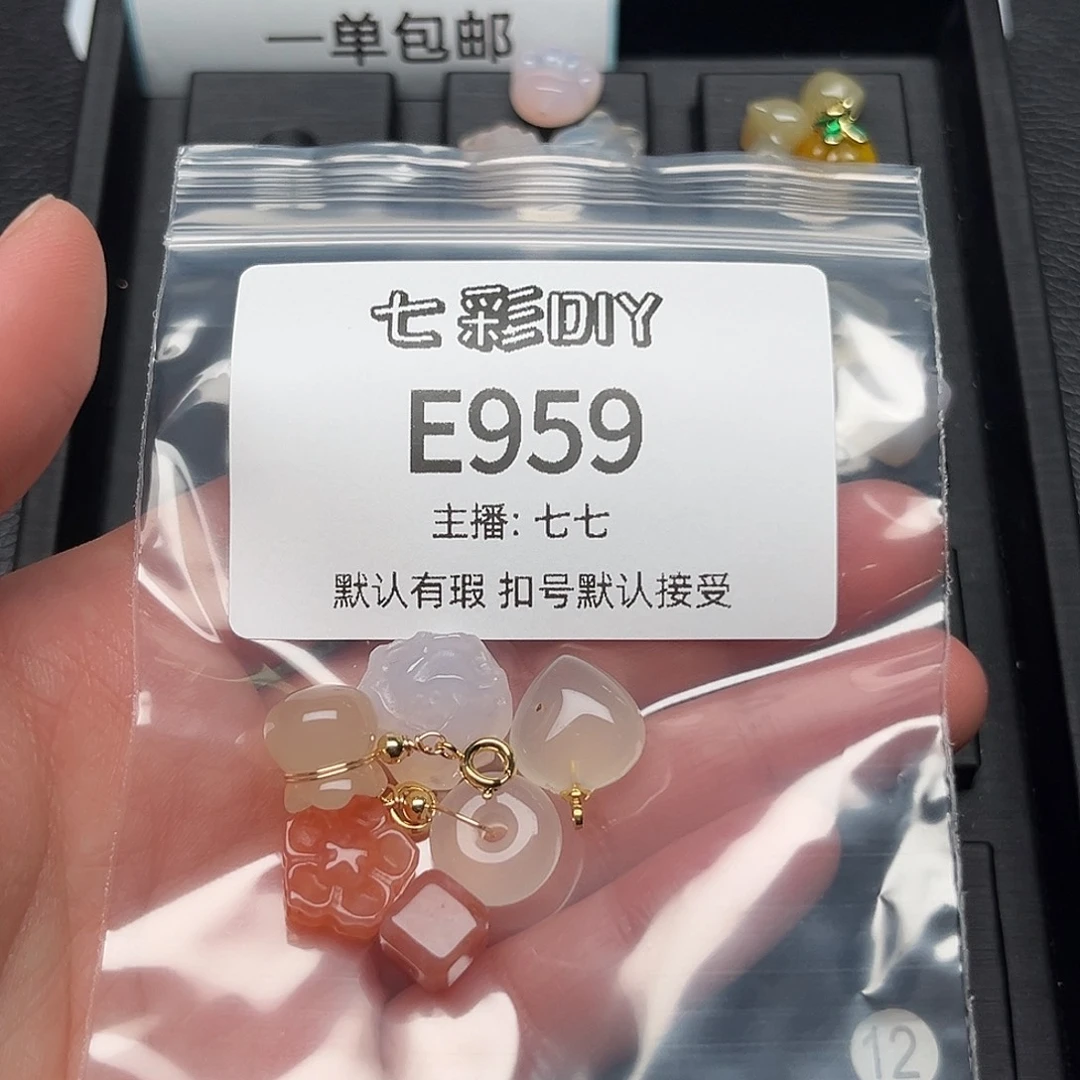 一单包邮
七彩DIY
E959
主播: 七七
默认有瑕 扣号默认接受
12